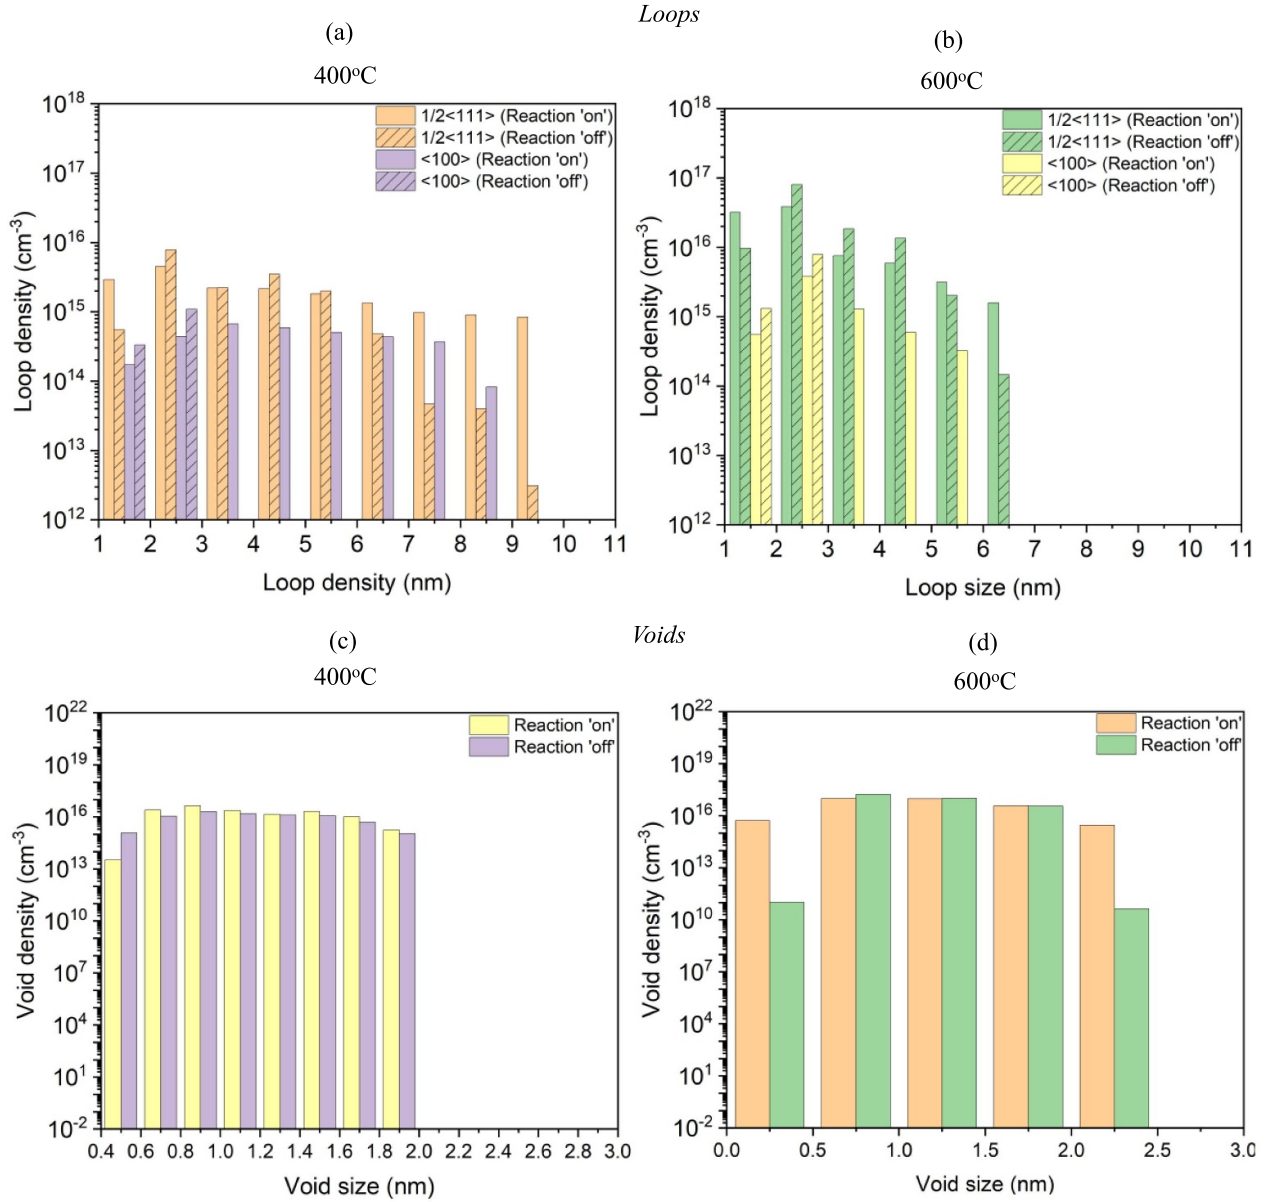 Loops
(a)
400°C
10^18
10^17
10^16
10^15
10^14
10^13
10^12
Loop density (cm^-3)
1/2<111> (Reaction 'on')
1/2<111> (Reaction 'off')
<100> (Reaction 'on')
<100> (Reaction 'off')
1 2 3 4 5 6 7 8 9 10 11
Loop density (nm)
(b)
600°C
10^18
10^17
10^16
10^15
10^14
10^13
10^12
Loop density (cm^-3)
1/2<111> (Reaction 'on')
1/2<111> (Reaction 'off')
<100> (Reaction 'on')
<100> (Reaction 'off')
1 2 3 4 5 6 7 8 9 10 11
Loop size (nm)
Voids
(c)
400°C
10^22
10^19
10^16
10^13
10^10
10^7
10^4
10^1
10^-2
Void density (cm^-3)
Reaction 'on'
Reaction 'off'
0.4 0.6 0.8 1.0 1.2 1.4 1.6 1.8 2.0 2.2 2.4 2.6 2.8 3.0
Void size (nm)
(d)
600°C
10^22
10^19
10^16
10^13
10^10
10^7
10^4
10^1
10^-2
Void density (cm^-3)
Reaction 'on'
Reaction 'off'
0.0 0.5 1.0 1.5 2.0 2.5 3.0
Void size (nm)